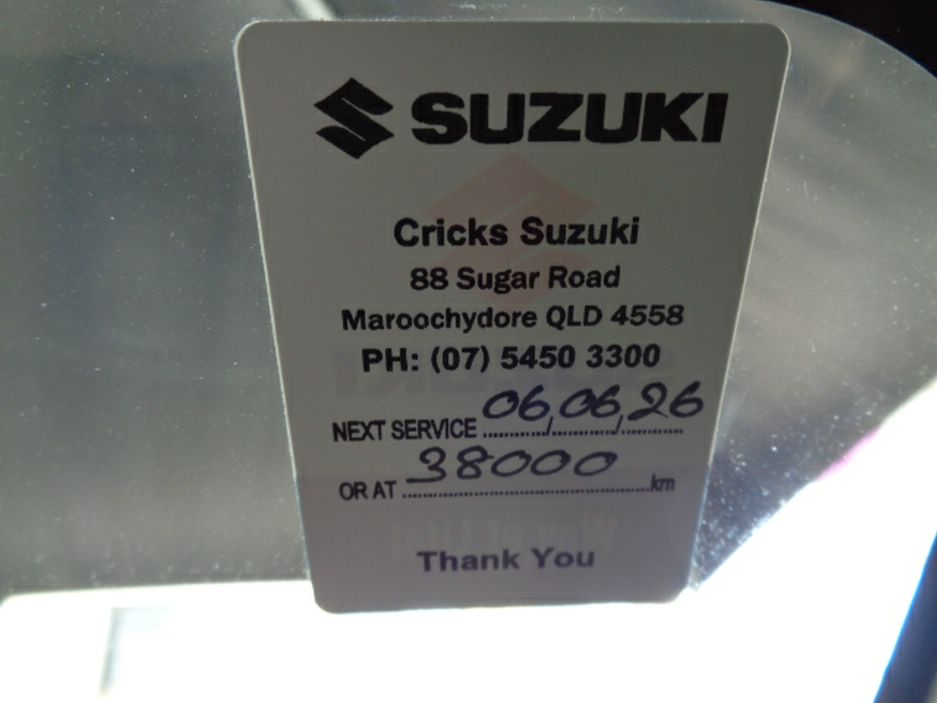 SUZUKI
Cricks Suzuki
88 Sugar Road
Maroochydore QLD 4558
PH: (07) 5450 3300
NEXT SERVICE 06/06/26
OR AT 38000 km
Thank You